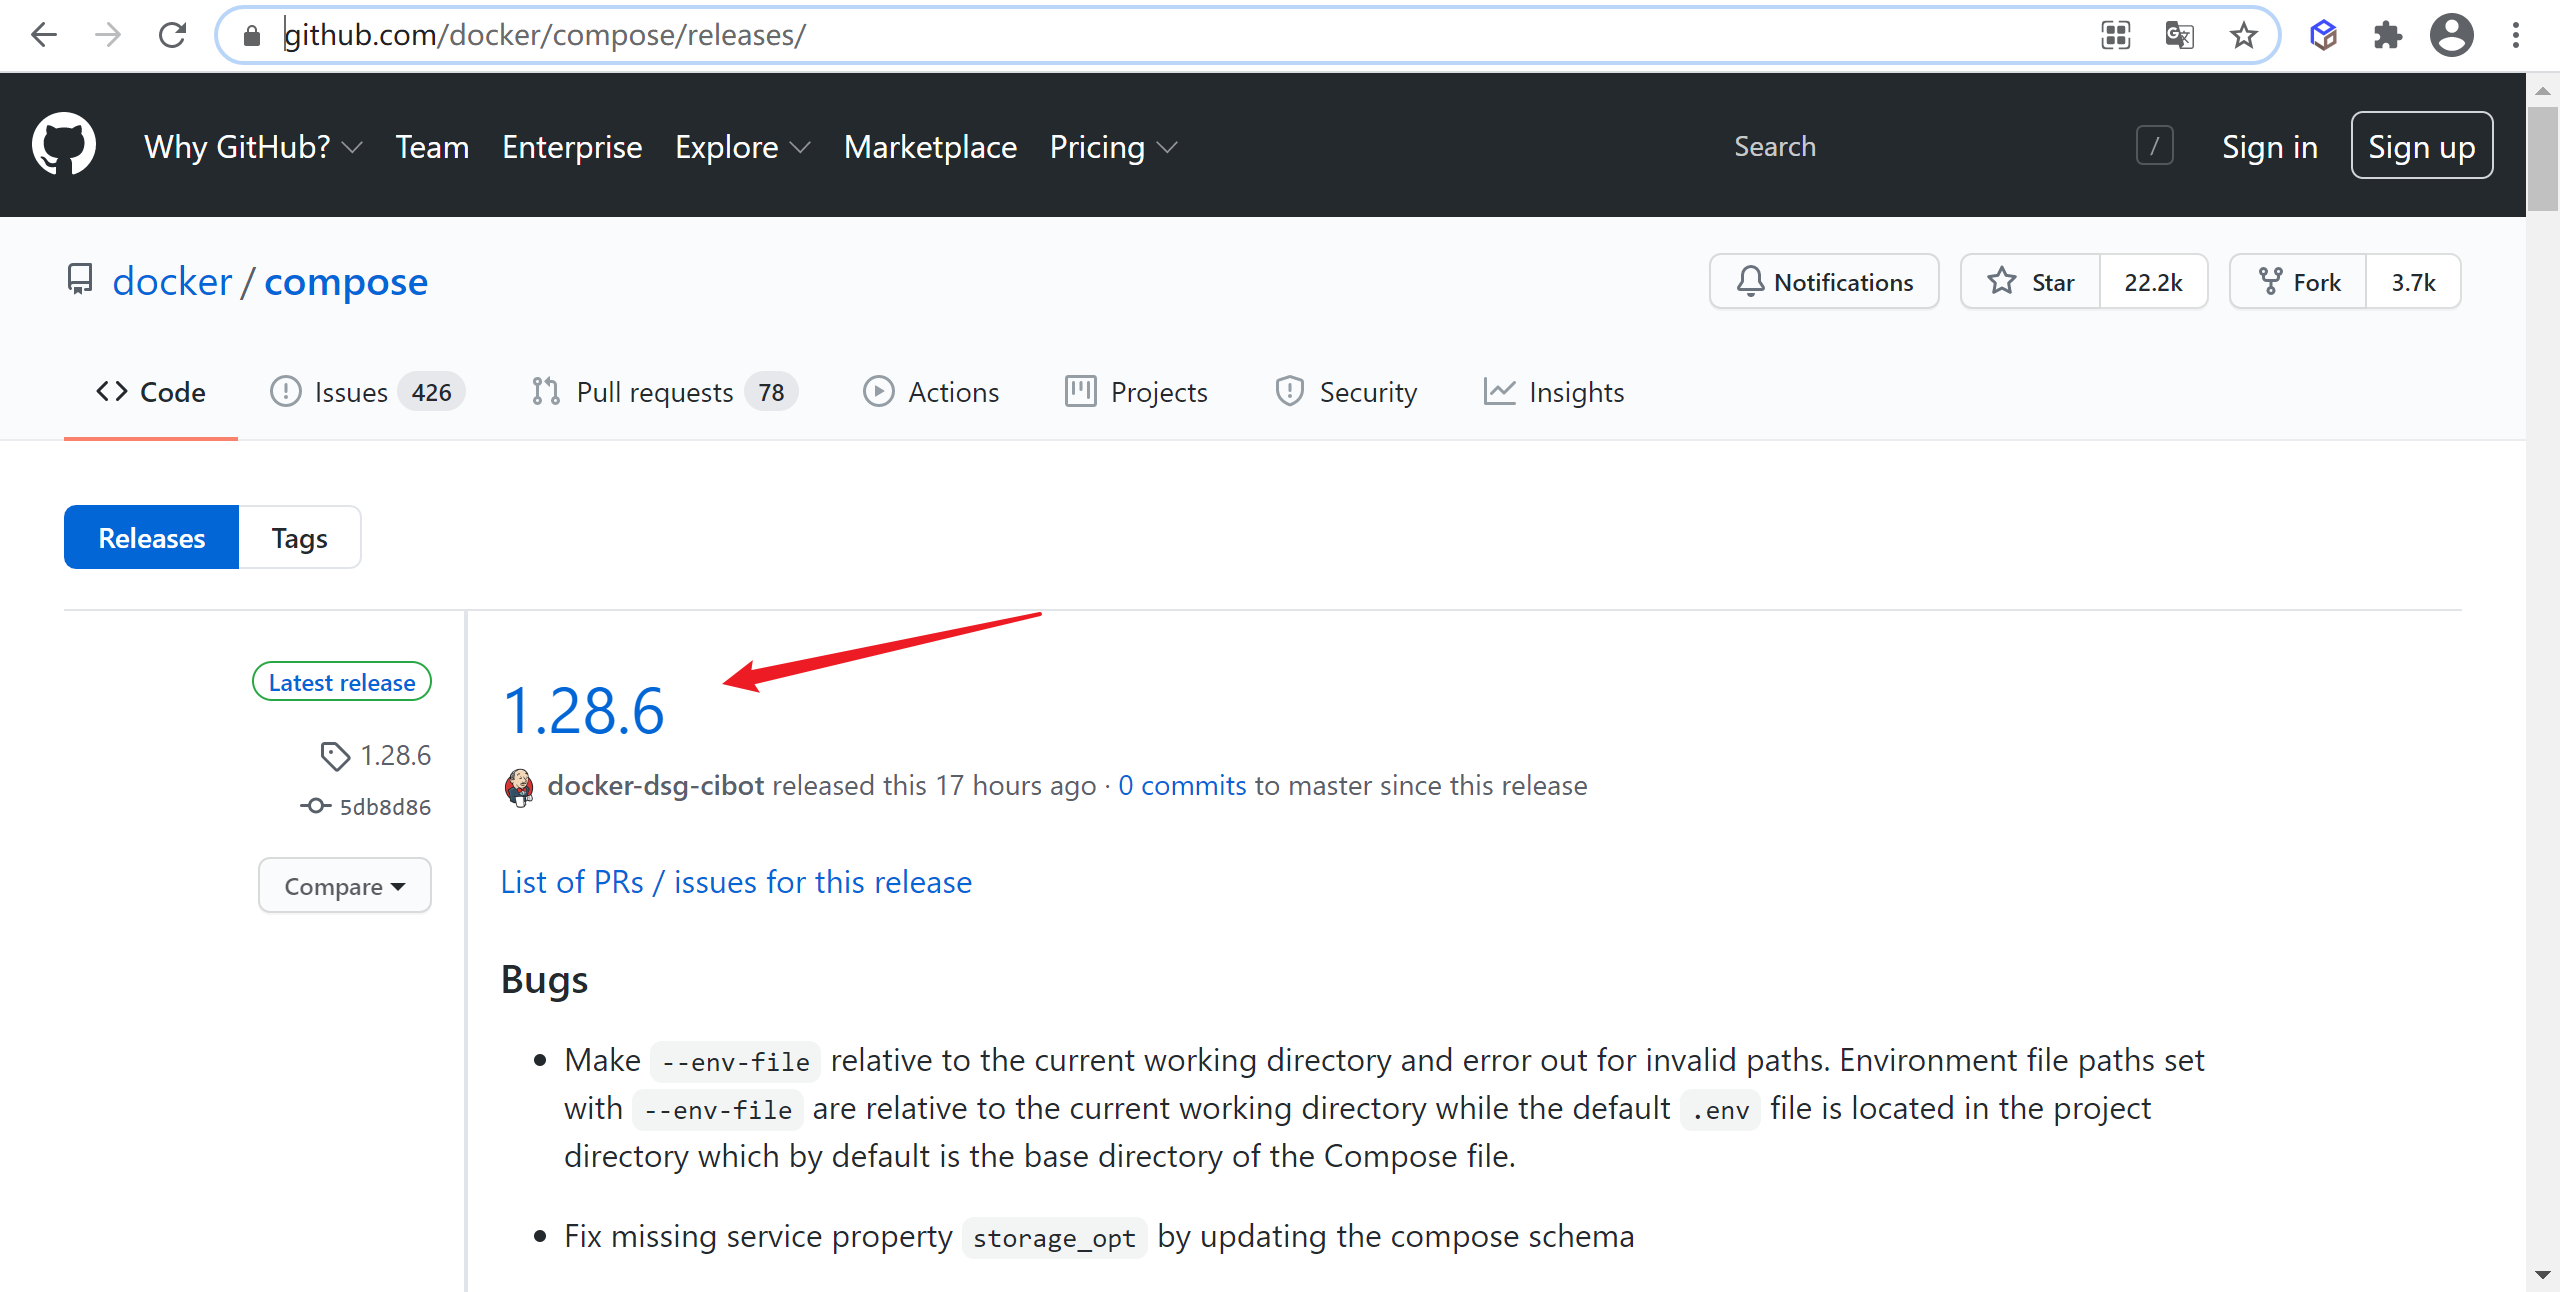 github.com/docker/compose/releases/
Why GitHub? Team Enterprise Explore Marketplace Pricing Search / Sign in Sign up
docker / compose Notifications Star 22.2k Fork 3.7k
Code Issues 426 Pull requests 78 Actions Projects Security Insights
Releases Tags
Latest release
1.28.6
5db8d86
Compare
1.28.6
docker-dsg-cibot released this 17 hours ago · 0 commits to master since this release
List of PRs / issues for this release
Bugs
• Make --env-file relative to the current working directory and error out for invalid paths. Environment file paths set
with --env-file are relative to the current working directory while the default .env file is located in the project
directory which by default is the base directory of the Compose file.
• Fix missing service property storage_opt by updating the compose schema